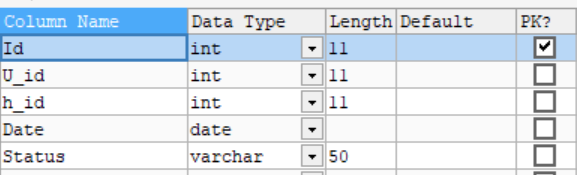 Column Name Data Type Length Default PK?
Id int 11
U_id int 11
h_id int 11
Date date
Status varchar 50